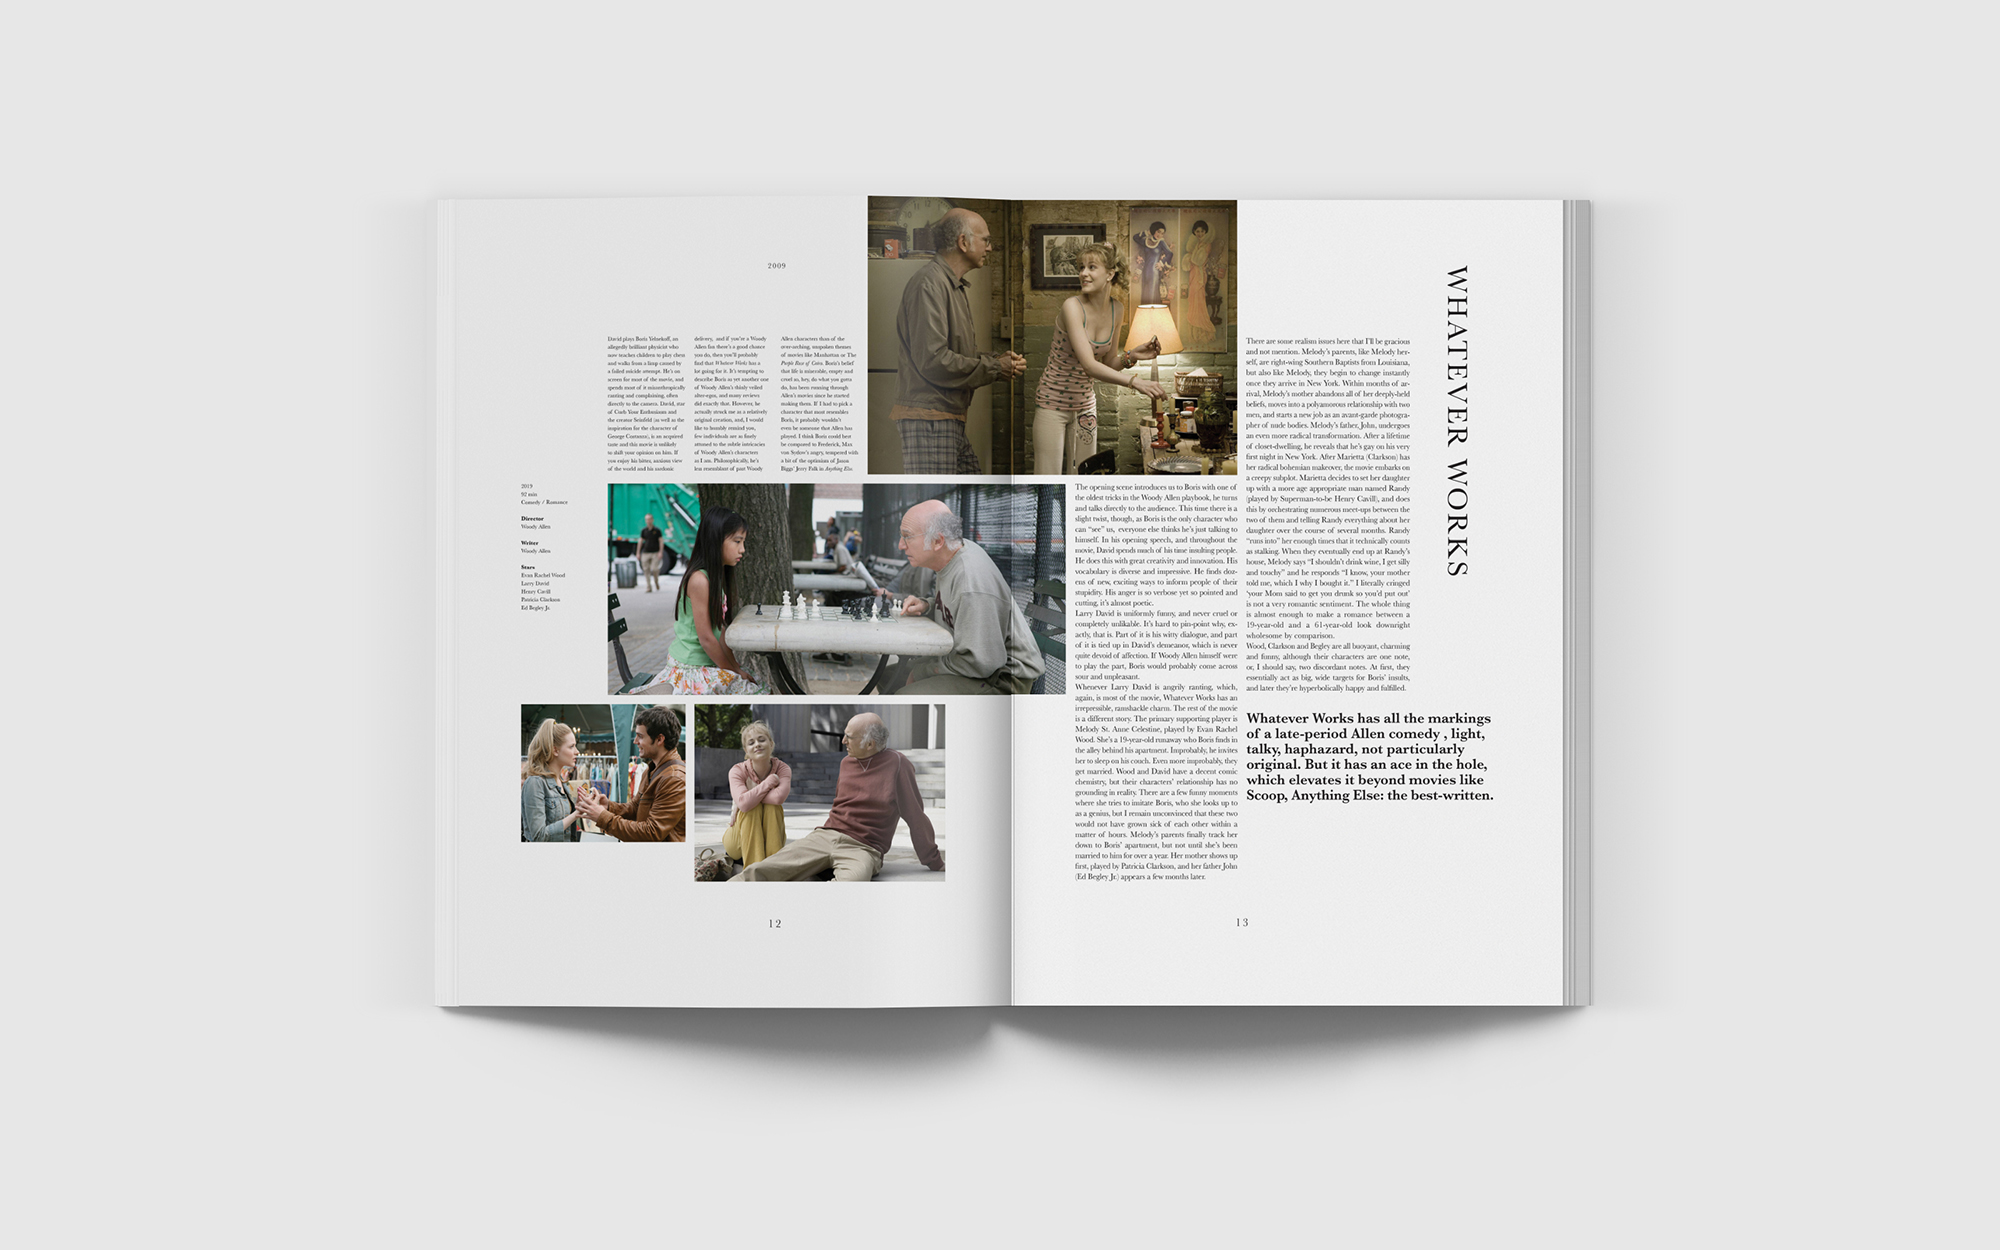 2009
David plays Boris Yelnekoff, an
allegedly brilliant physicist who
now teaches children to play chest
and walks from a limp caused by
a failed suicide attempt. He's on
screen for most of the movie, and
spends most of it misanthropically
ranting and complaining, often
directly to the camera. David, star
of Curb Your Enthusiasm and
the creator Seinfeld (as well as the
inspiration for the character of
George Costanza), is an acquired
taste and this movie is unlikely
to shift your opinion on him. If
you enjoy his bitter, anxious view
of the world and his sardonic
delivery, and if you're a Woody
Allen fan there's a good chance
you do, then you'll probably
find that Whatever Works has a
lot going for it. It's tempting to
describe Boris as yet another one
of Woody Allen's thinly veiled
alter-egos, and many reviews
did exactly that. However, he
actually struck me as a relatively
original creation, and, I would
like to humbly remind you,
few individuals are as finely
attuned to the subtle intricacies
of Woody Allen's characters
as I am. Philosophically, he's
less resemblent of past Woody
Allen characters than of the
over-arching, unspoken themes
of movies like Manhattan or The
Purple Rose of Cairo. Boris's belief
that life is miserable, empty and
cruel so, hey, do what you gotta
do, has been running through
Allen's movies since he started
making them. If I had to pick a
character that most resembles
Boris, it probably wouldn't
even be someone that Allen has
played. I think Boris could best
be compared to Frederick, Max
von Sydow's angry, tempered with
a bit of the optimism of Jason
Biggs' Jerry Falk in Anything Else.
2019
92 min
Comedy / Romance
Director
Woody Allen
Writer
Woody Allen
Stars
Evan Rachel Wood
Larry David
Henry Cavill
Patricia Clarkson
Ed Begley Jr.
12
The opening scene introduces us to Boris with one of
the oldest tricks in the Woody Allen playbook, he turns
and talks directly to the audience. This time there is a
slight twist, though, as Boris is the only character who
can “see” us, everyone else thinks he's just talking to
himself. In his opening speech, and throughout the
movie, David spends much of his time insulting people.
He does this with great creativity and innovation. His
vocabulary is diverse and impressive. He finds doz-
ens of new, exciting ways to inform people of their
stupidity. His anger is so verbose yet so pointed and
cutting, it's almost poetic.
Larry David is uniformly funny, and never cruel or
completely unlikable. It's hard to pin-point why, ex-
actly, that is. Part of it is his witty dialogue, and part
of it is tied up in David's demeanor, which is never
quite devoid of affection. If Woody Allen himself were
to play the part, Boris would probably come across
sour and unpleasant.
Whenever Larry David is angrily ranting, which,
again, is most of the movie, Whatever Works has an
irrepressible, ramshackle charm. The rest of the movie
is a different story. The primary supporting player is
Melody St. Anne Celestine, played by Evan Rachel
Wood. She's a 19-year-old runaway who Boris finds in
the alley behind his apartment. Improbably, he invites
her to sleep on his couch. Even more improbably, they
get married. Wood and David have a decent comic
chemistry, but their characters' relationship has no
grounding in reality. There are a few funny moments
where she tries to imitate Boris, who she looks up to
as a genius, but I remain unconvinced that these two
would not have grown sick of each other within a
matter of hours. Melody's parents finally track her
down to Boris' apartment, but not until she's been
married to him for over a year. Her mother shows up
first, played by Patricia Clarkson, and her father John
(Ed Begley Jr.) appears a few months later.
There are some realism issues here that I'll be gracious
and not mention. Melody's parents, like Melody her-
self, are right-wing Southern Baptists from Louisiana,
but also like Melody, they begin to change instantly
once they arrive in New York. Within months of ar-
rival, Melody's mother abandons all of her deeply-held
beliefs, moves into a polyamorous relationship with two
men, and starts a new job as an avant-garde photogra-
pher of nude bodies. Melody's father, John, undergoes
an even more radical transformation. After a lifetime
of closet-dwelling, he reveals that he's gay on his very
first night in New York. After Marietta (Clarkson) has
her radical bohemian makeover, the movie embarks on
a creepy subplot. Marietta decides to set her daughter
up with a more age appropriate man named Randy
(played by Superman-to-be Henry Cavill), and does
this by orchestrating numerous meet-ups between the
two of them and telling Randy everything about her
daughter over the course of several months. Randy
“runs into” her enough times that it technically counts
as stalking. When they eventually end up at Randy's
house, Melody says “I shouldn't drink wine, I get silly
and touchy” and he responds “I know, your mother
told me, which I why I bought it.” I literally cringed
‘your Mom said to get you drunk so you'd put out’
is not a very romantic sentiment. The whole thing
is almost enough to make a romance between a
19-year-old and a 61-year-old look downright
wholesome by comparison.
Wood, Clarkson and Begley are all buoyant, charming
and funny, although their characters are one note,
or, I should say, two discordant notes. At first, they
essentially act as big, wide targets for Boris' insults,
and later they're hyperbolically happy and fulfilled.
WHATEVER WORKS
Whatever Works has all the markings
of a late-period Allen comedy , light,
talky, haphazard, not particularly
original. But it has an ace in the hole,
which elevates it beyond movies like
Scoop, Anything Else: the best-written.
13